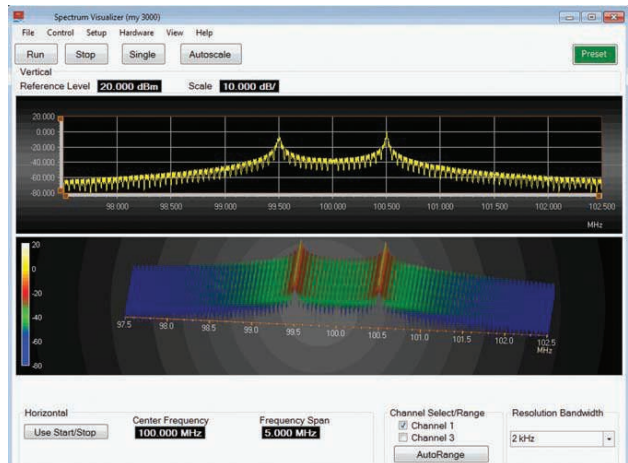 Spectrum Visualizer (my 3000)
File Control Setup Hardware View Help
Run Stop Single Autoscale Preset
Vertical
Reference Level 20.000 dBm Scale 10.000 dB/
20.000
0.000
-20.000
-40.000
-60.000
-80.000
98.000 98.500 99.000 99.500 100.000 100.500 101.000 101.500 102.000 102.500
MHz
20
0
-20
-40
-60
-80
97.5 98.0 98.5 99.0 99.5 100.0 100.5 101.0 101.5 102.0 102.5
MHz
Horizontal
Use Start/Stop
Center Frequency
100.000 MHz
Frequency Span
5.000 MHz
Channel Select/Range
Channel 1
Channel 3
AutoRange
Resolution Bandwidth
2 kHz